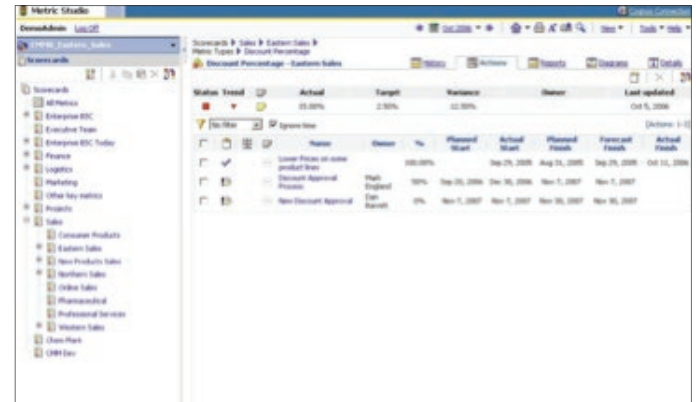 Metric Studio
Cognos Connection
DemoAdmin Log Off
Oct 2006
New Tools Help
Scorecards Sales Eastern Sales
Metric Types Discount Percentage
Scorecards
Discount Percentage - Eastern Sales
History Actions Reports Diagrams Details
Status Trend Actual Target Variance Owner Last updated
35.00% 2.50% 32.50% Oct 5, 2006
No filter Ignore time
Name Owner % Planned Start Actual Start Planned Finish Forecast Finish Actual Finish
Lower Prices on some product lines 100.00% Sep 29, 2005 Aug 31, 2005 Sep 29, 2005 Oct 11, 2006
Discount Approval Process Mark England 50% Sep 20, 2006 Dec 30, 2006 Nov 7, 2007 Nov 7, 2007
New Discount Approval Dan Barrett 0% Nov 7, 2007 Nov 7, 2007 Nov 30, 2007 Nov 30, 2007
Scorecards
All Metrics
Enterprise BSC
Executive Team
Enterprise BSC Today
Finance
Logistics
Marketing
Other key metrics
Projects
Sales
Consumer Products
Eastern Sales
New Products Sales
Northern Sales
Online Sales
Pharmaceutical
Professional Services
Western Sales